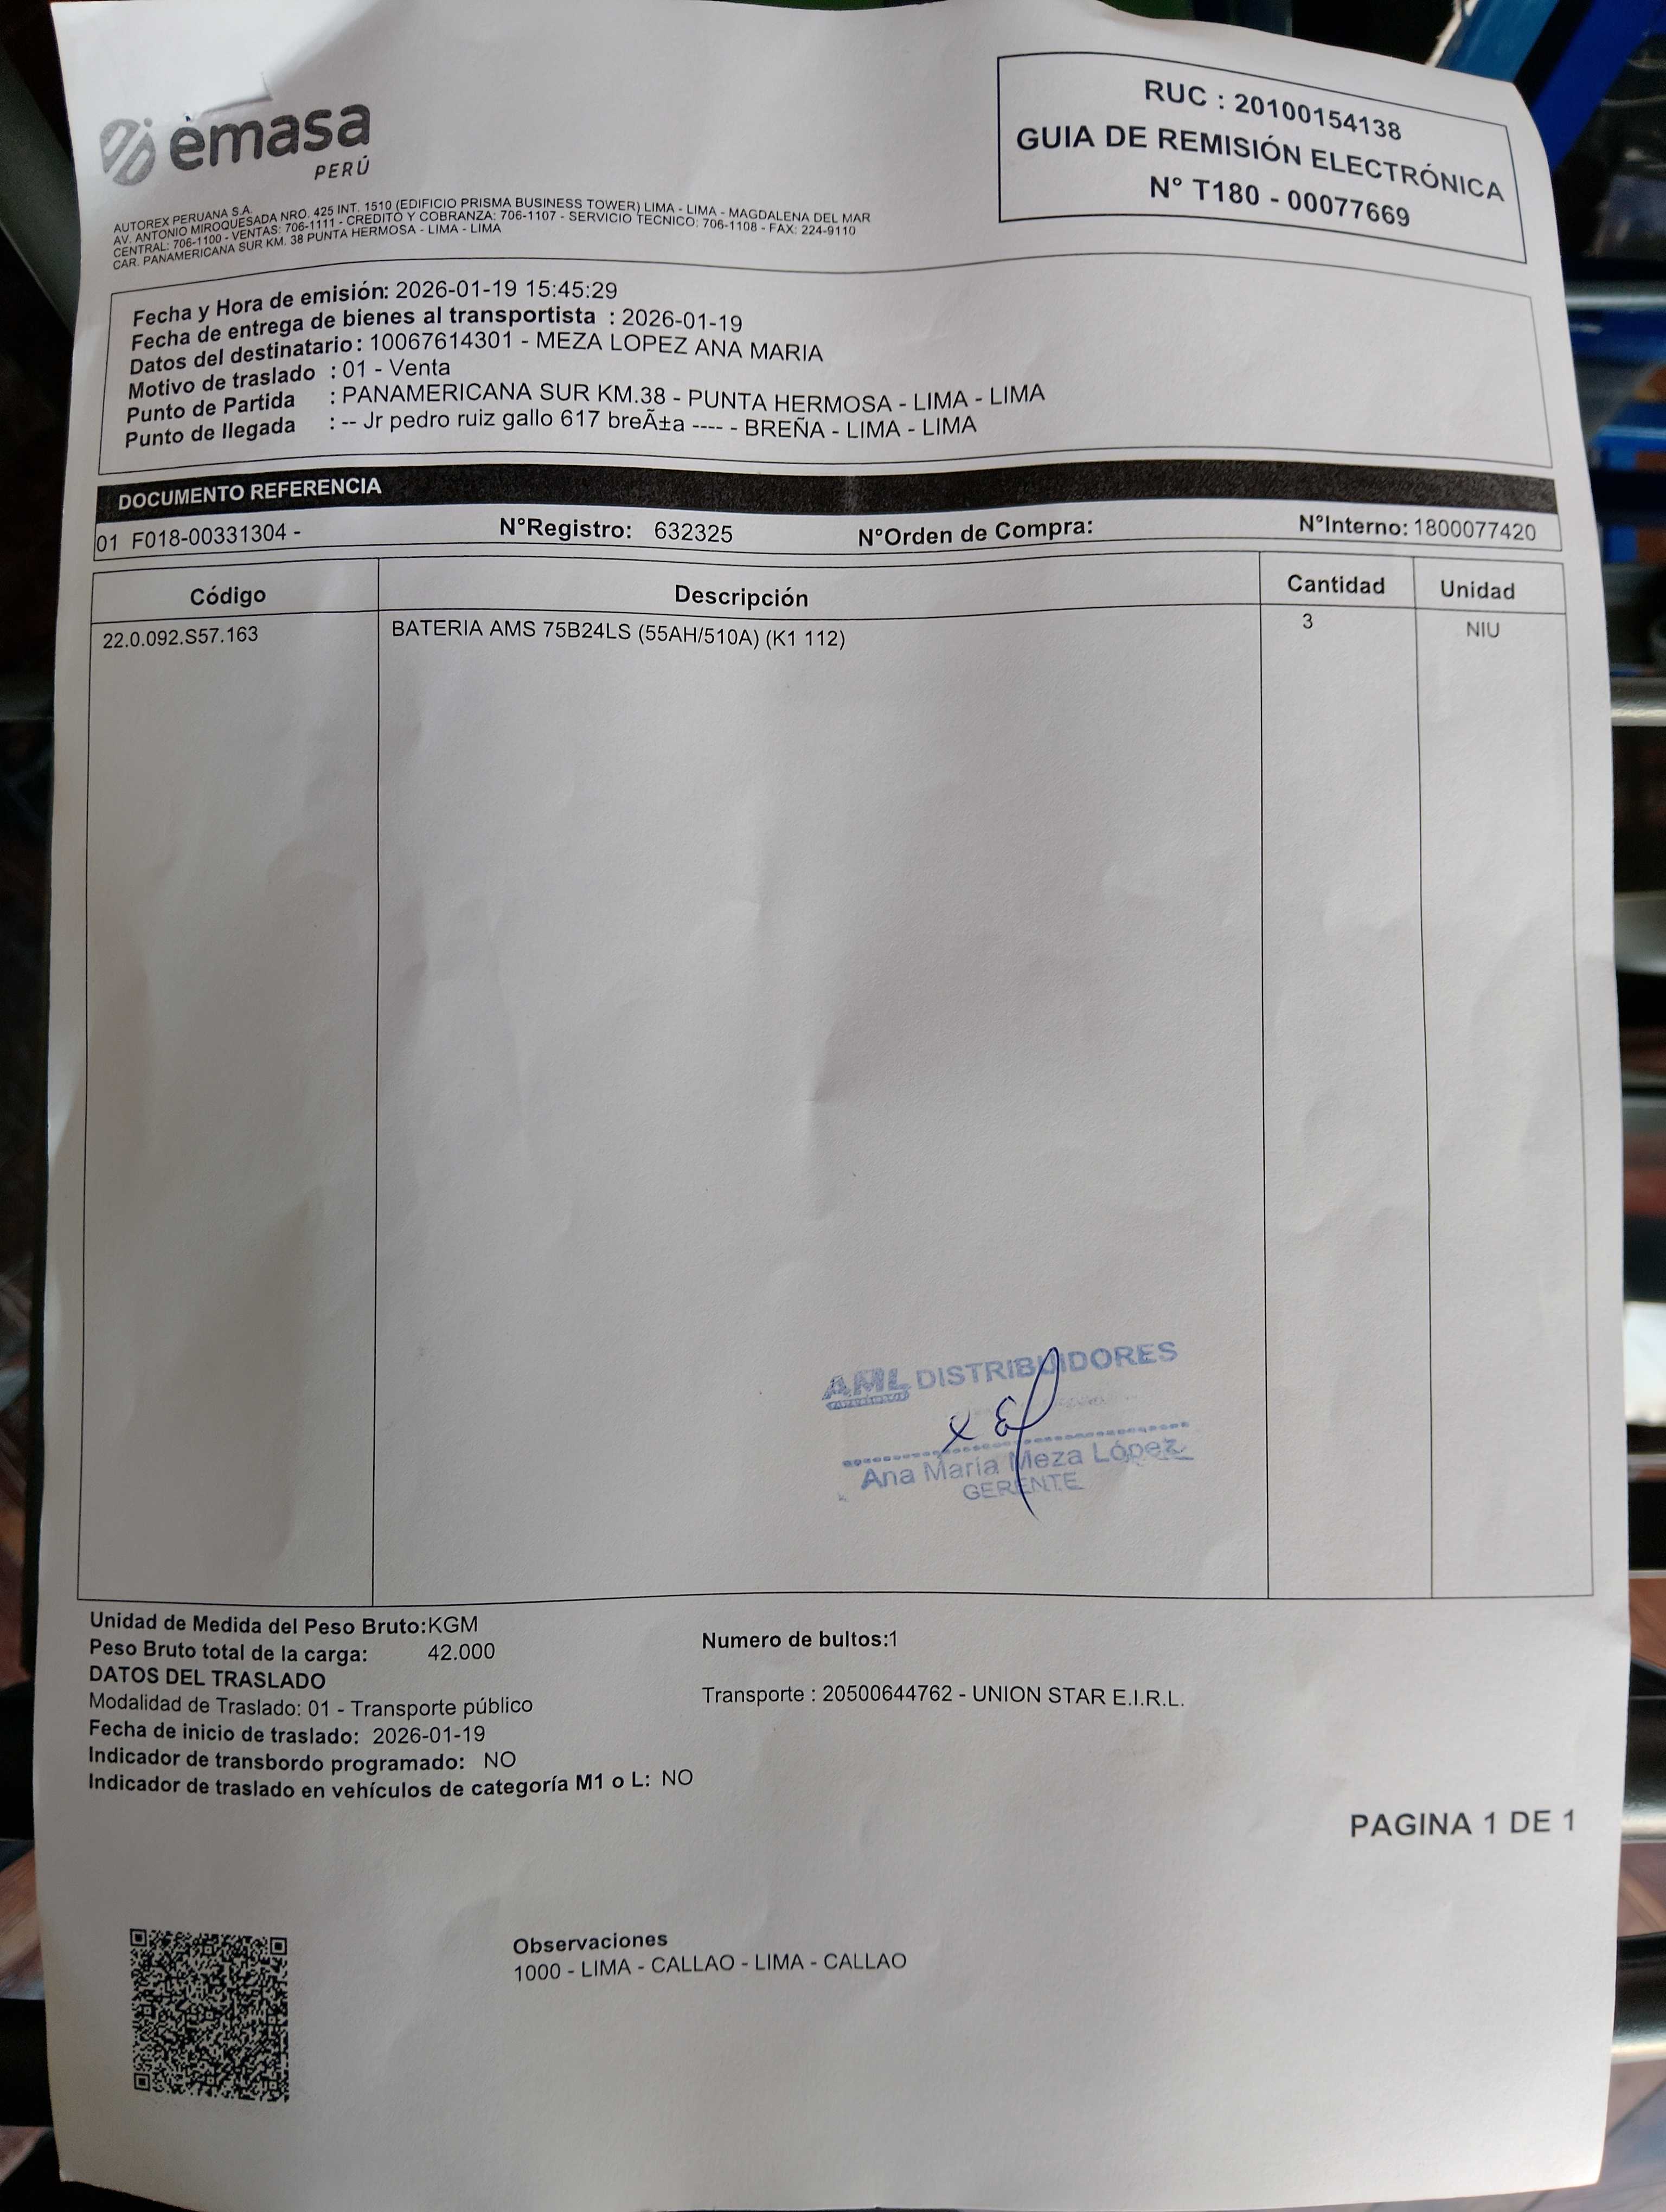 emasa
PERÚ
RUC : 20100154138
GUIA DE REMISIÓN ELECTRÓNICA
N° T180 - 00077669
AUTOREX PERUANA S.A.
AV. ANTONIO MIROQUESADA NRO. 425 INT. 1510 (EDIFICIO PRISMA BUSINESS TOWER) LIMA - LIMA - MAGDALENA DEL MAR
CENTRAL: 706-1100 - VENTAS: 706-1111 - CREDITO Y COBRANZA: 706-1107 - SERVICIO TECNICO: 706-1108 - FAX: 224-9110
CAR. PANAMERICANA SUR KM. 38 PUNTA HERMOSA - LIMA - LIMA
Fecha y Hora de emisión: 2026-01-19 15:45:29
Fecha de entrega de bienes al transportista : 2026-01-19
Datos del destinatario: 10067614301 - MEZA LOPEZ ANA MARIA
Motivo de traslado : 01 - Venta
Punto de Partida : PANAMERICANA SUR KM.38 - PUNTA HERMOSA - LIMA - LIMA
Punto de llegada : -- Jr pedro ruiz gallo 617 breÃ±a ---- - BREÑA - LIMA - LIMA
DOCUMENTO REFERENCIA
01 F018-00331304 - N°Registro: 632325 N°Orden de Compra: N°Interno: 1800077420
Código Descripción Cantidad Unidad
22.0.092.S57.163 BATERIA AMS 75B24LS (55AH/510A) (K1 112) 3 NIU
AML DISTRIBUIDORES
Ana María Meza López
GERENTE
Unidad de Medida del Peso Bruto:KGM
Peso Bruto total de la carga: 42.000 Numero de bultos:1
DATOS DEL TRASLADO
Modalidad de Traslado: 01 - Transporte público Transporte : 20500644762 - UNION STAR E.I.R.L.
Fecha de inicio de traslado: 2026-01-19
Indicador de transbordo programado: NO
Indicador de traslado en vehículos de categoría M1 o L: NO
PAGINA 1 DE 1
Observaciones
1000 - LIMA - CALLAO - LIMA - CALLAO